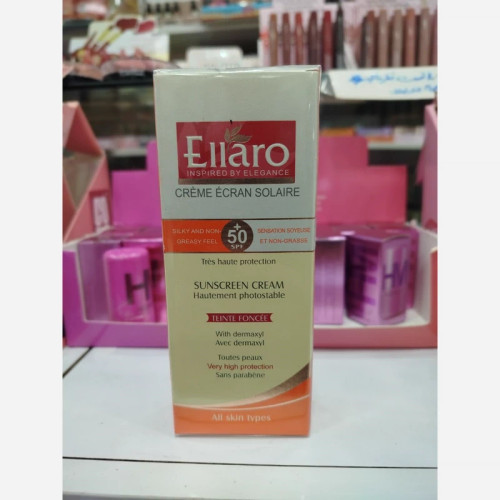 Ellaro
INSPIRED BY ELEGANCE
CRÈME ÉCRAN SOLAIRE
SILKY AND NON-
GREASY FEEL
+
50
SPF
SENSATION SOYEUSE
ET NON-GRASSE
Très haute protection
SUNSCREEN CREAM
Hautement photostable
TEINTE FONCÉE
With dermaxyl
Avec dermaxyl
Toutes peaux
Very high protection
Sans parabène
All skin types